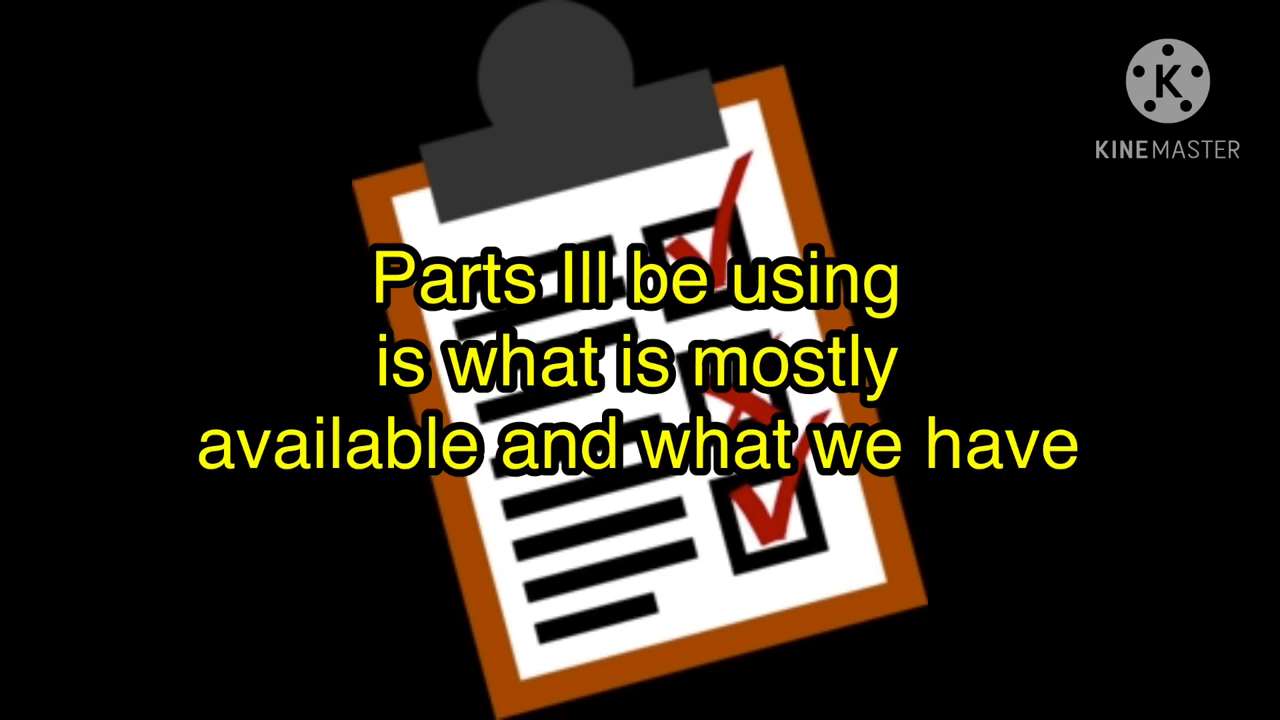 K
KINEMASTER
Parts Ill be using
is what is mostly
available and what we have